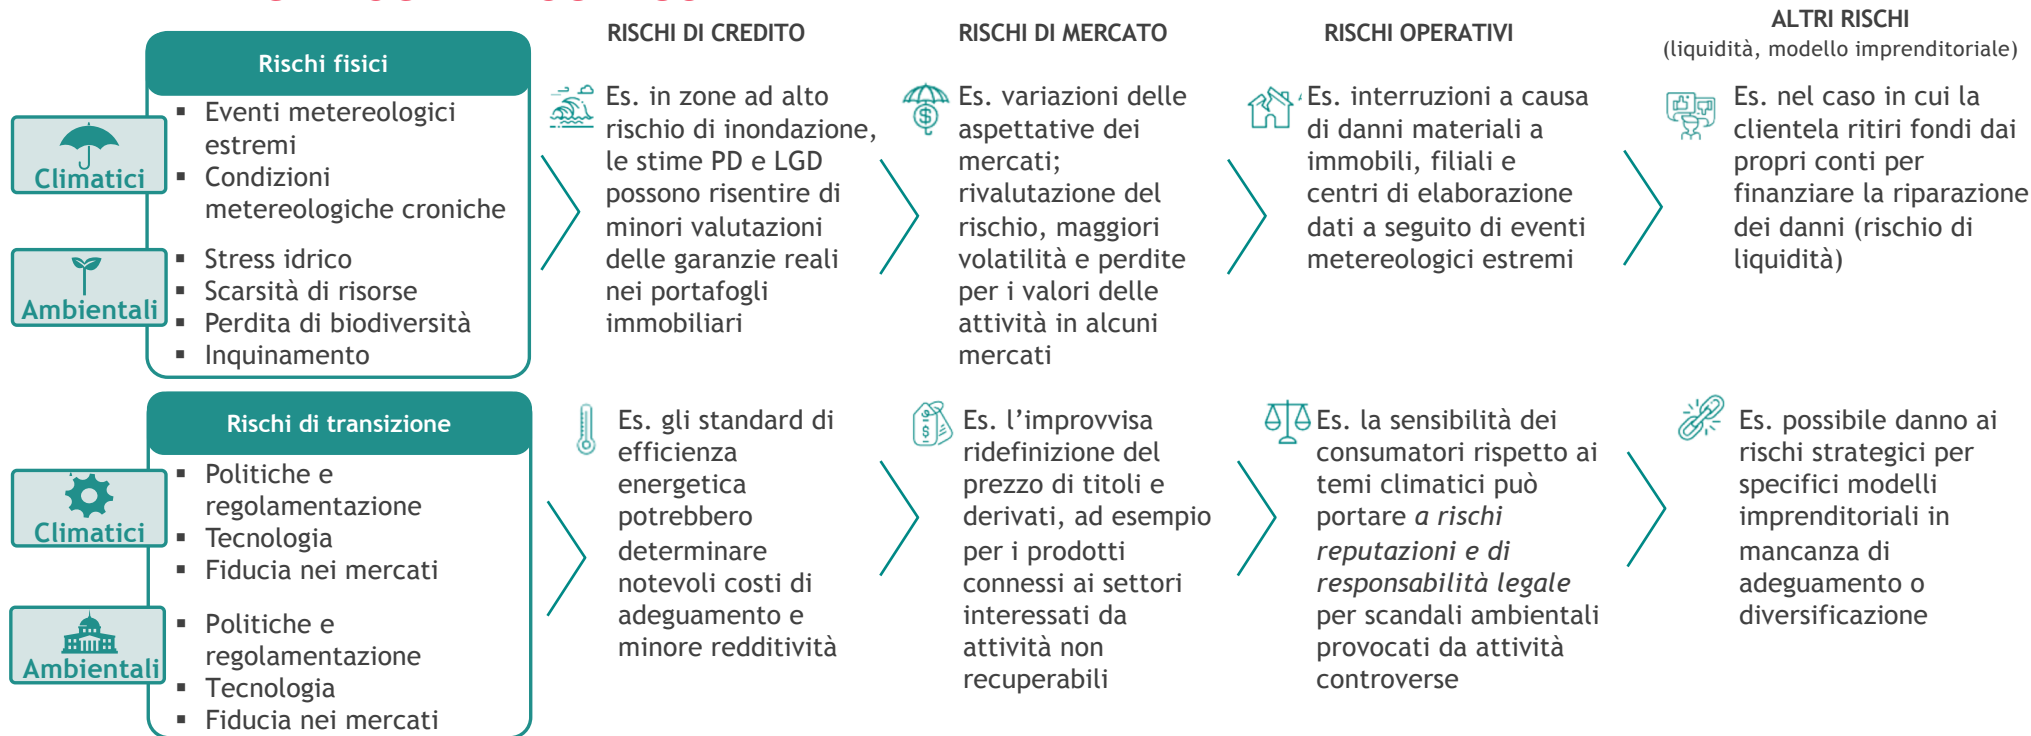 RISCHI DI CREDITO
RISCHI DI MERCATO
RISCHI OPERATIVI
ALTRI RISCHI
(liquidità, modello imprenditoriale)
Rischi fisici
Climatici
▪ Eventi metereologici
estremi
▪ Condizioni
metereologiche croniche
Ambientali
▪ Stress idrico
▪ Scarsità di risorse
▪ Perdita di biodiversità
▪ Inquinamento
Es. in zone ad alto
rischio di inondazione,
le stime PD e LGD
possono risentire di
minori valutazioni
delle garanzie reali
nei portafogli
immobiliari
Es. variazioni delle
aspettative dei
mercati;
rivalutazione del
rischio, maggiori
volatilità e perdite
per i valori delle
attività in alcuni
mercati
Es. interruzioni a causa
di danni materiali a
immobili, filiali e
centri di elaborazione
dati a seguito di eventi
metereologici estremi
Es. nel caso in cui la
clientela ritiri fondi dai
propri conti per
finanziare la riparazione
dei danni (rischio di
liquidità)
Rischi di transizione
Climatici
▪ Politiche e
regolamentazione
▪ Tecnologia
▪ Fiducia nei mercati
Ambientali
▪ Politiche e
regolamentazione
▪ Tecnologia
▪ Fiducia nei mercati
Es. gli standard di
efficienza
energetica
potrebbero
determinare
notevoli costi di
adeguamento e
minore redditività
Es. l’improvvisa
ridefinizione del
prezzo di titoli e
derivati, ad esempio
per i prodotti
connessi ai settori
interessati da
attività non
recuperabili
Es. la sensibilità dei
consumatori rispetto ai
temi climatici può
portare a rischi
reputazioni e di
responsabilità legale
per scandali ambientali
provocati da attività
controverse
Es. possibile danno ai
rischi strategici per
specifici modelli
imprenditoriali in
mancanza di
adeguamento o
diversificazione